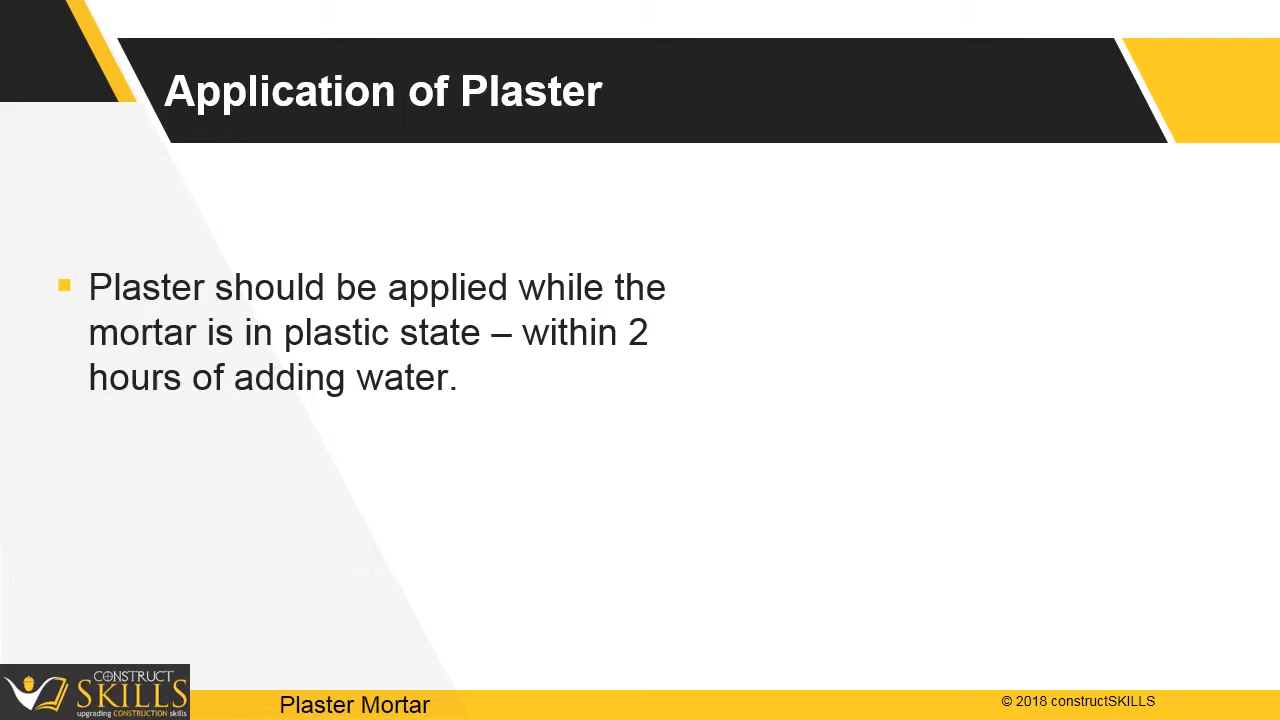 Application of Plaster
Plaster should be applied while the
mortar is in plastic state – within 2
hours of adding water.
CONSTRUCT
SKILLS
upgrading CONSTRUCTION skills
Plaster Mortar
© 2018 constructSKILLS